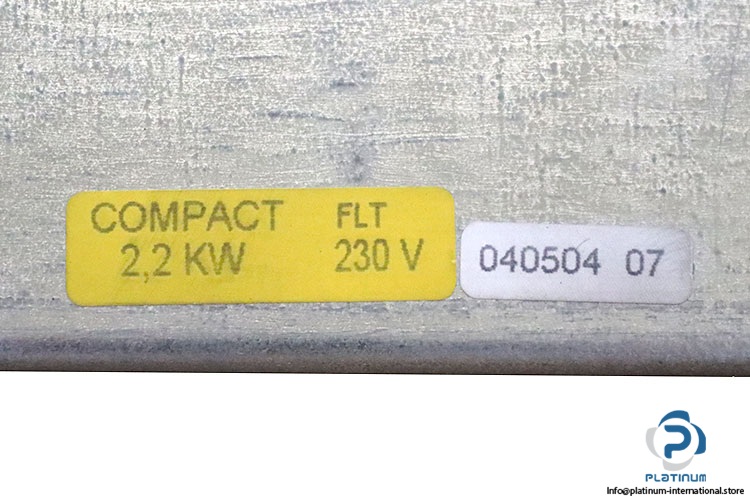 COMPACT FLT
2,2 KW 230 V
040504 07
PLATINUM
Info@platinum-international.store